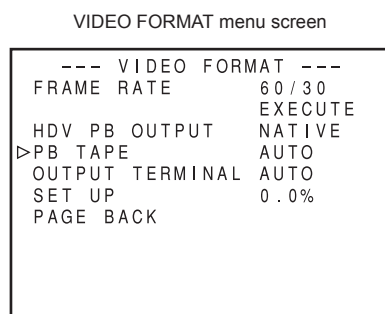 VIDEO FORMAT menu screen
--- VIDEO FORMAT ---
FRAME RATE 60/30
EXECUTE
HDV PB OUTPUT NATIVE
▷PB TAPE AUTO
OUTPUT TERMINAL AUTO
SET UP 0.0%
PAGE BACK